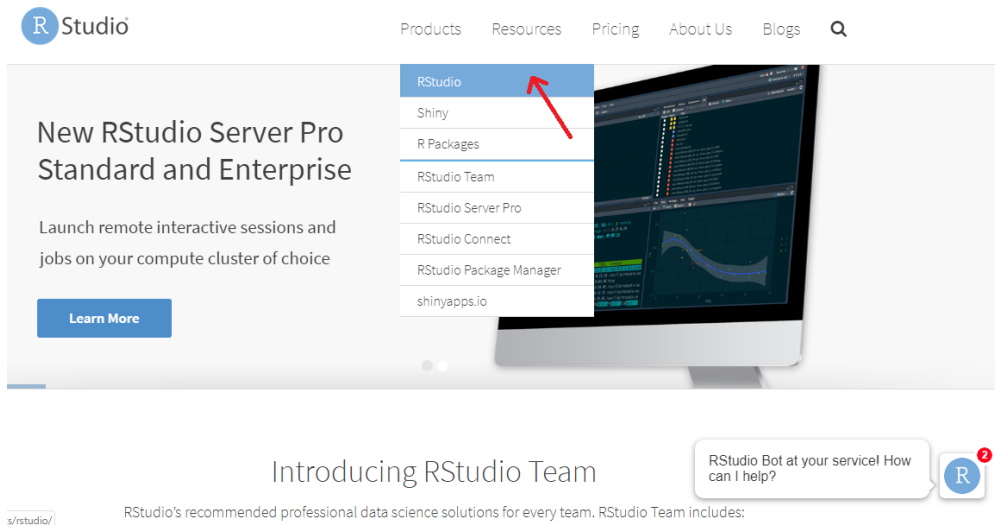 R Studio®
Products Resources Pricing About Us Blogs
RStudio
Shiny
R Packages
RStudio Team
RStudio Server Pro
RStudio Connect
RStudio Package Manager
shinyapps.io
New RStudio Server Pro
Standard and Enterprise
Launch remote interactive sessions and
jobs on your compute cluster of choice
Learn More
Introducing RStudio Team
RStudio's recommended professional data science solutions for every team. RStudio Team includes:
RStudio Bot at your service! How
can I help?
R
2
s/rstudio/